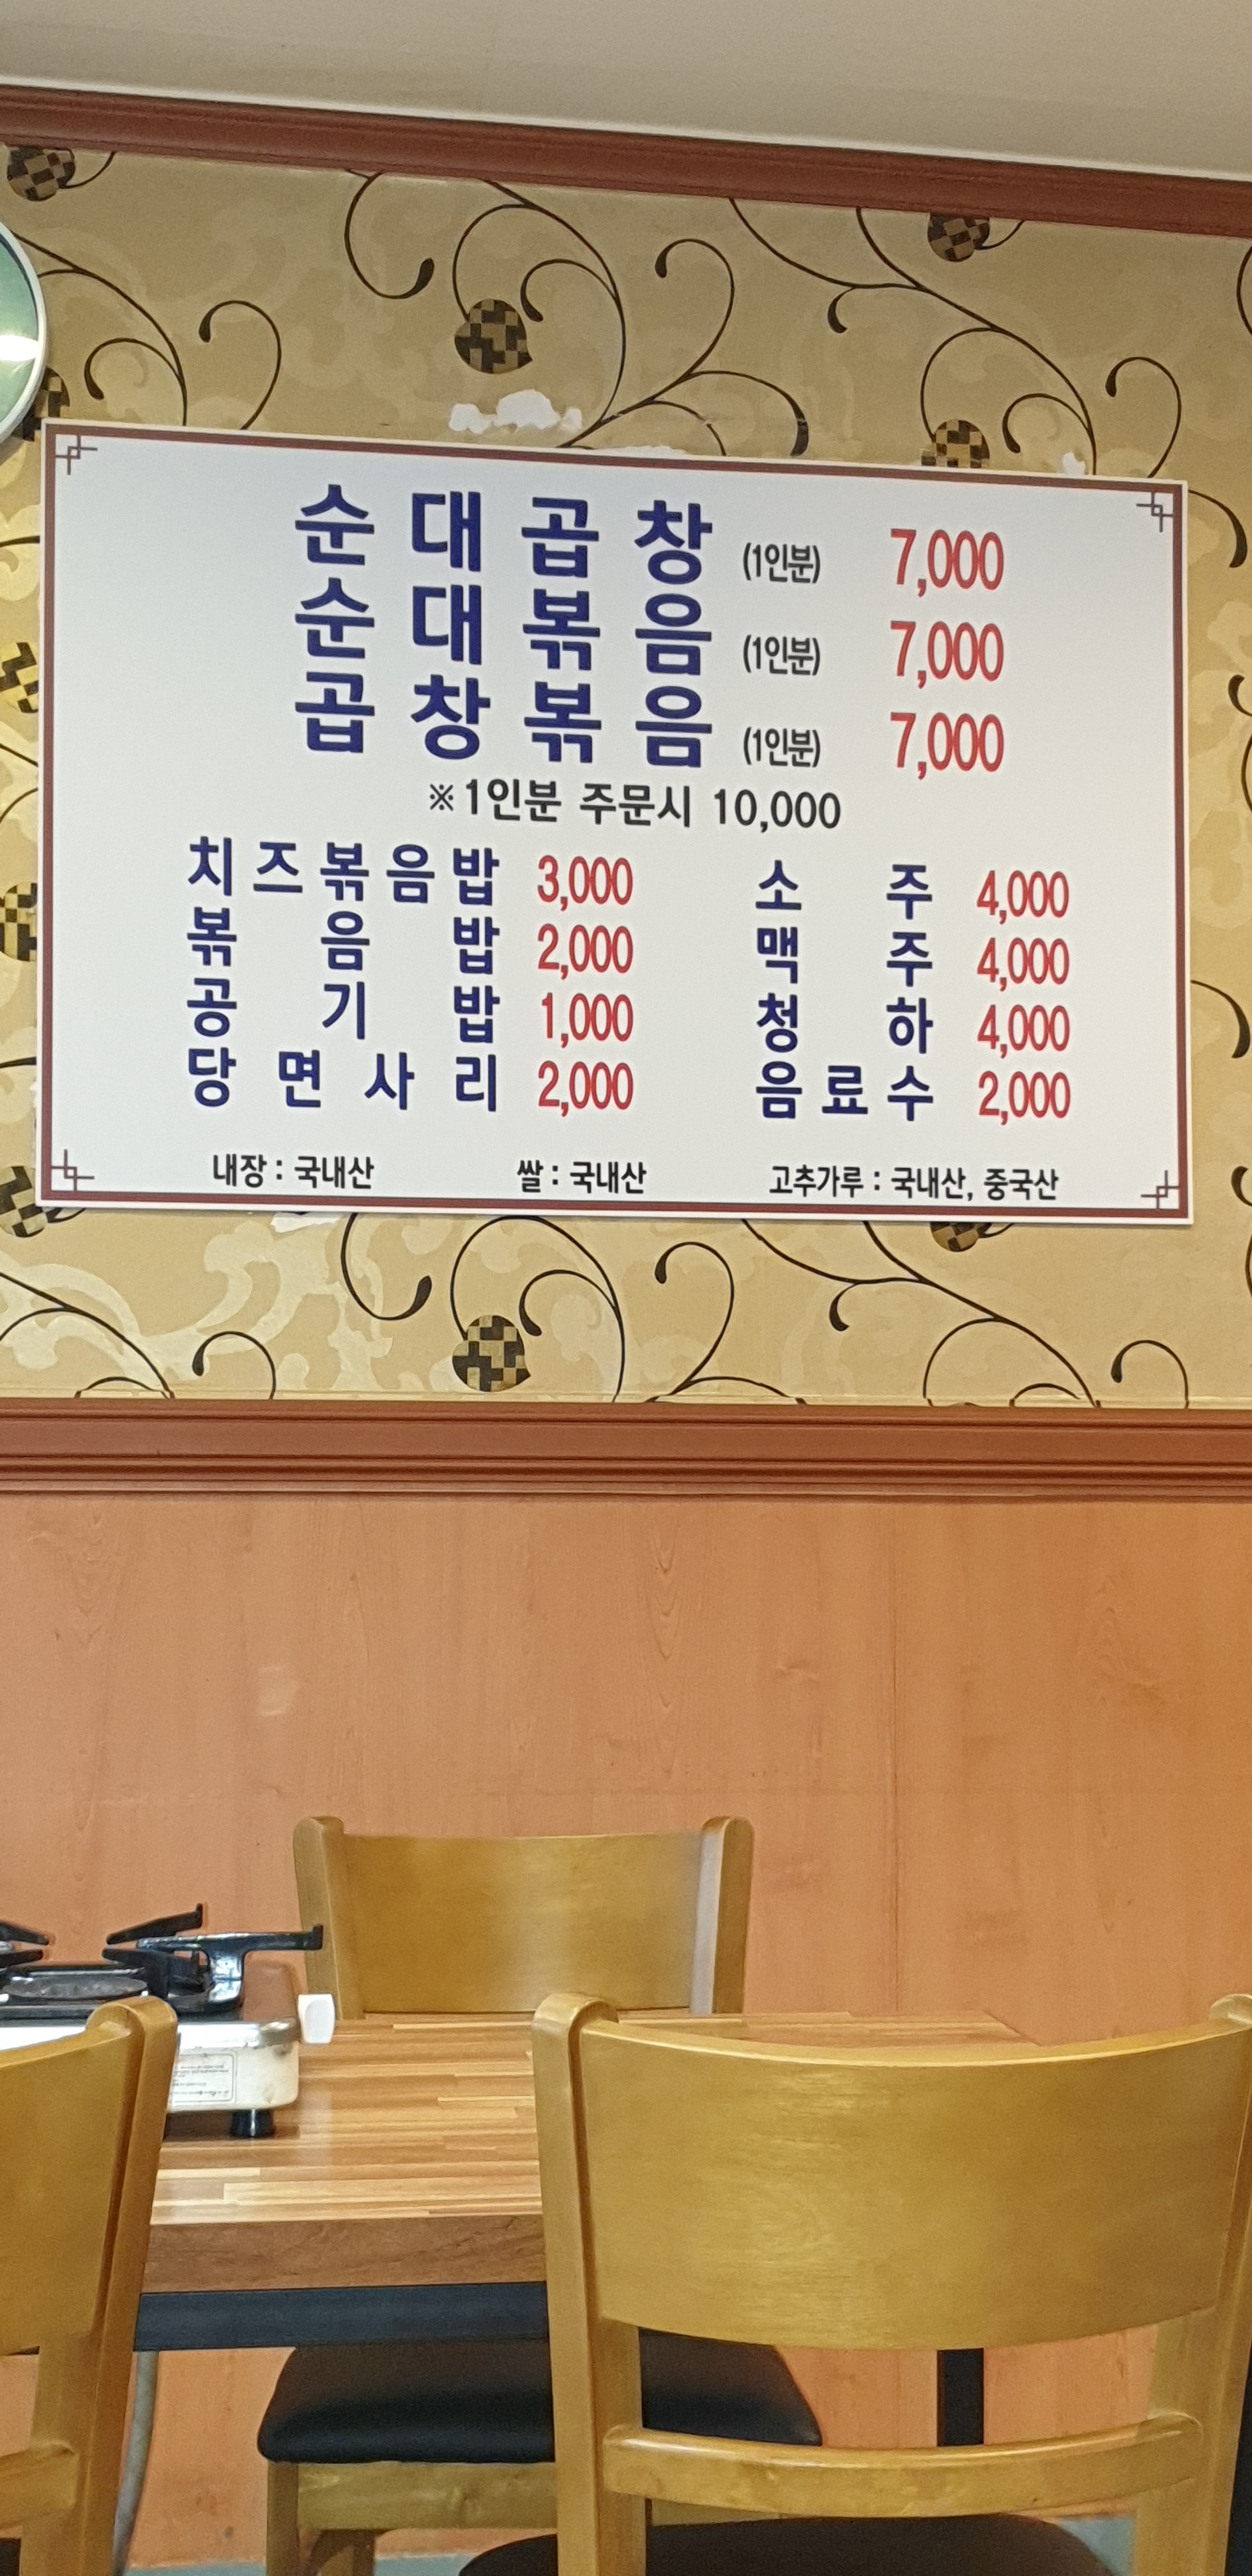 순대곱창 (1인분) 7,000
순대볶음 (1인분) 7,000
곱창볶음 (1인분) 7,000
※1인분 주문시 10,000
치즈볶음밥 3,000
볶음밥 2,000
공기밥 1,000
당면사리 2,000
소주 4,000
맥주 4,000
청하 4,000
음료수 2,000
내장 : 국내산 쌀 : 국내산 고추가루 : 국내산, 중국산